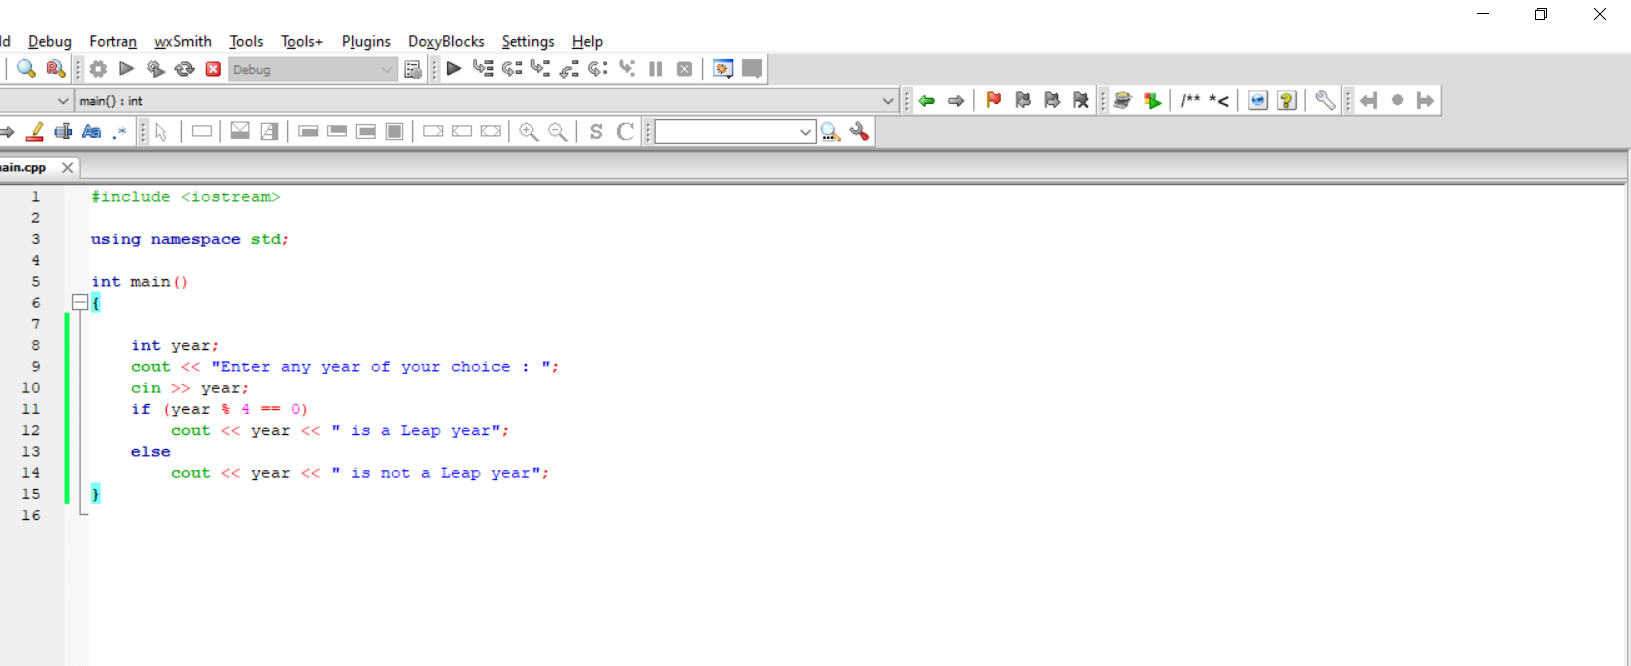 ld Debug Fortran wxSmith Tools Tools+ Plugins DoxyBlocks Settings Help
Debug
main() : int
/** *<
Aa .* S C
main.cpp
1 #include <iostream>
2
3 using namespace std;
4
5 int main()
6 {
7
8 int year;
9 cout << "Enter any year of your choice : ";
10 cin >> year;
11 if (year % 4 == 0)
12 cout << year << " is a Leap year";
13 else
14 cout << year << " is not a Leap year";
15 }
16